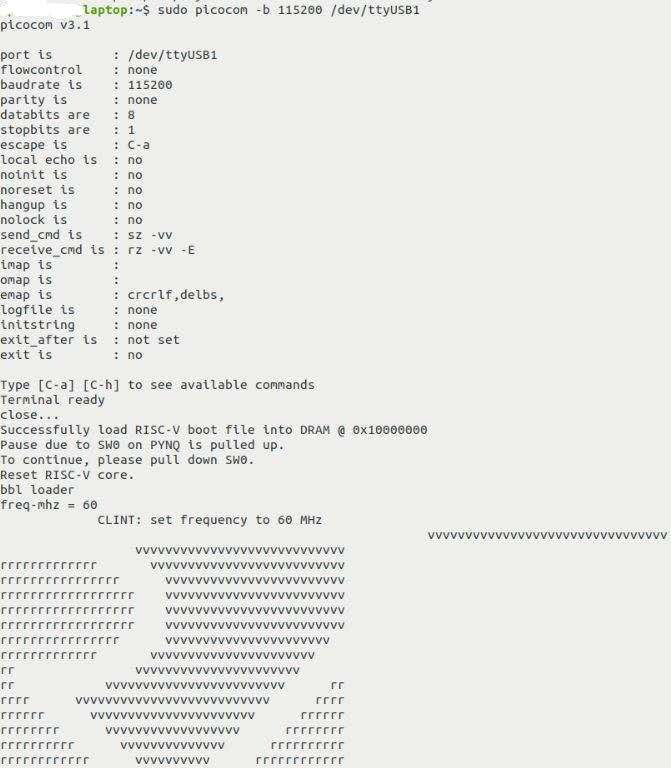 laptop:~$ sudo picocom -b 115200 /dev/ttyUSB1
picocom v3.1

port is        : /dev/ttyUSB1
flowcontrol    : none
baudrate is    : 115200
parity is      : none
databits are   : 8
stopbits are   : 1
escape is      : C-a
local echo is  : no
noinit is      : no
noreset is     : no
hangup is      : no
nolock is      : no
send_cmd is    : sz -vv
receive_cmd is : rz -vv -E
imap is        :
omap is        :
emap is        : crcrlf,delbs,
logfile is     : none
initstring     : none
exit_after is  : not set
exit is        : no

Type [C-a] [C-h] to see available commands
Terminal ready
close...
Successfully load RISC-V boot file into DRAM @ 0x10000000
Pause due to SW0 on PYNQ is pulled up.
To continue, please pull down SW0.
Reset RISC-V core.
bbl loader
freq-mhz = 60
             CLINT: set frequency to 60 MHz
                                                         vvvvvvvvvvvvvvvvvvvvvvvvvvvvvvvv
                  vvvvvvvvvvvvvvvvvvvvvvvvvvvv
rrrrrrrrrrrrr       vvvvvvvvvvvvvvvvvvvvvvvvvv
rrrrrrrrrrrrrrrr      vvvvvvvvvvvvvvvvvvvvvvvv
rrrrrrrrrrrrrrrrrr    vvvvvvvvvvvvvvvvvvvvvvvv
rrrrrrrrrrrrrrrrrr    vvvvvvvvvvvvvvvvvvvvvvvv
rrrrrrrrrrrrrrrrrr    vvvvvvvvvvvvvvvvvvvvvvvv
rrrrrrrrrrrrrrrr      vvvvvvvvvvvvvvvvvvvvvv
rrrrrrrrrrrrr       vvvvvvvvvvvvvvvvvvvvvv
rr                vvvvvvvvvvvvvvvvvvvvvv
rr            vvvvvvvvvvvvvvvvvvvvvvvv      rr
rrrr      vvvvvvvvvvvvvvvvvvvvvvvvvv      rrrr
rrrrrr      vvvvvvvvvvvvvvvvvvvvvv      rrrrrr
rrrrrrrr      vvvvvvvvvvvvvvvvvv      rrrrrrrr
rrrrrrrrrr      vvvvvvvvvvvvvv      rrrrrrrrrr
rrrrrrrrrrrr      vvvvvvvvvv      rrrrrrrrrrrr